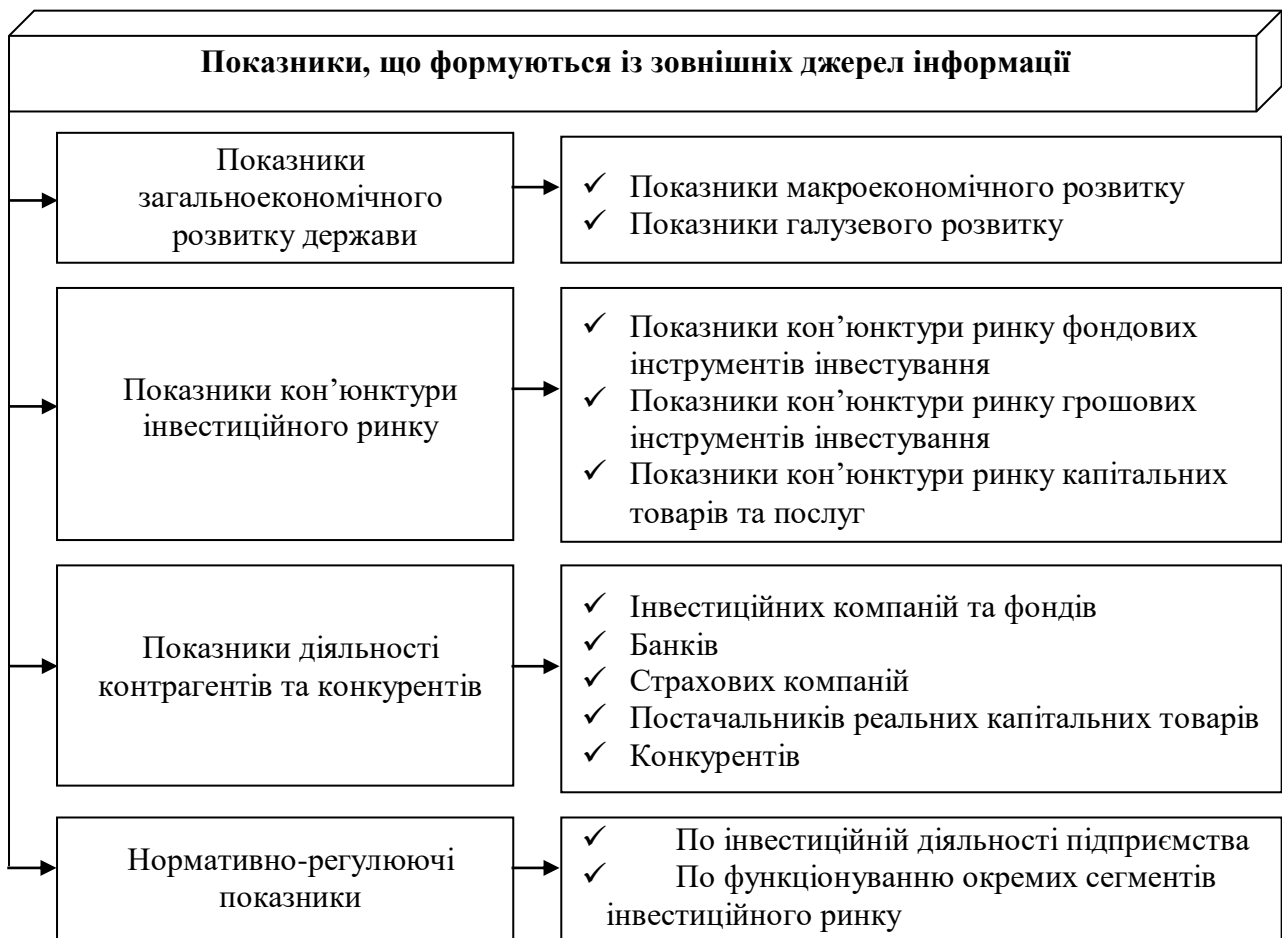 Показники, що формуються із зовнішніх джерел інформації
Показники
загальноекономічного
розвитку держави
✓ Показники макроекономічного розвитку
✓ Показники галузевого розвитку
Показники кон’юнктури
інвестиційного ринку
✓ Показники кон’юнктури ринку фондових
інструментів інвестування
✓ Показники кон’юнктури ринку грошових
інструментів інвестування
✓ Показники кон’юнктури ринку капітальних
товарів та послуг
Показники діяльності
контрагентів та конкурентів
✓ Інвестиційних компаній та фондів
✓ Банків
✓ Страхових компаній
✓ Постачальників реальних капітальних товарів
✓ Конкурентів
Нормативно-регулюючі
показники
✓ По інвестиційній діяльності підприємства
✓ По функціонуванню окремих сегментів
інвестиційного ринку